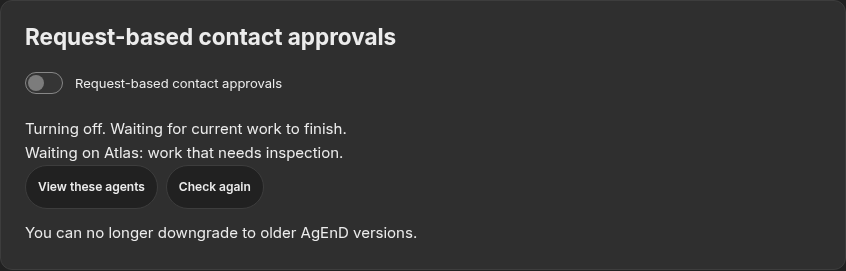 Request-based contact approvals
Request-based contact approvals
Turning off. Waiting for current work to finish.
Waiting on Atlas: work that needs inspection.
View these agents Check again
You can no longer downgrade to older AgEnD versions.